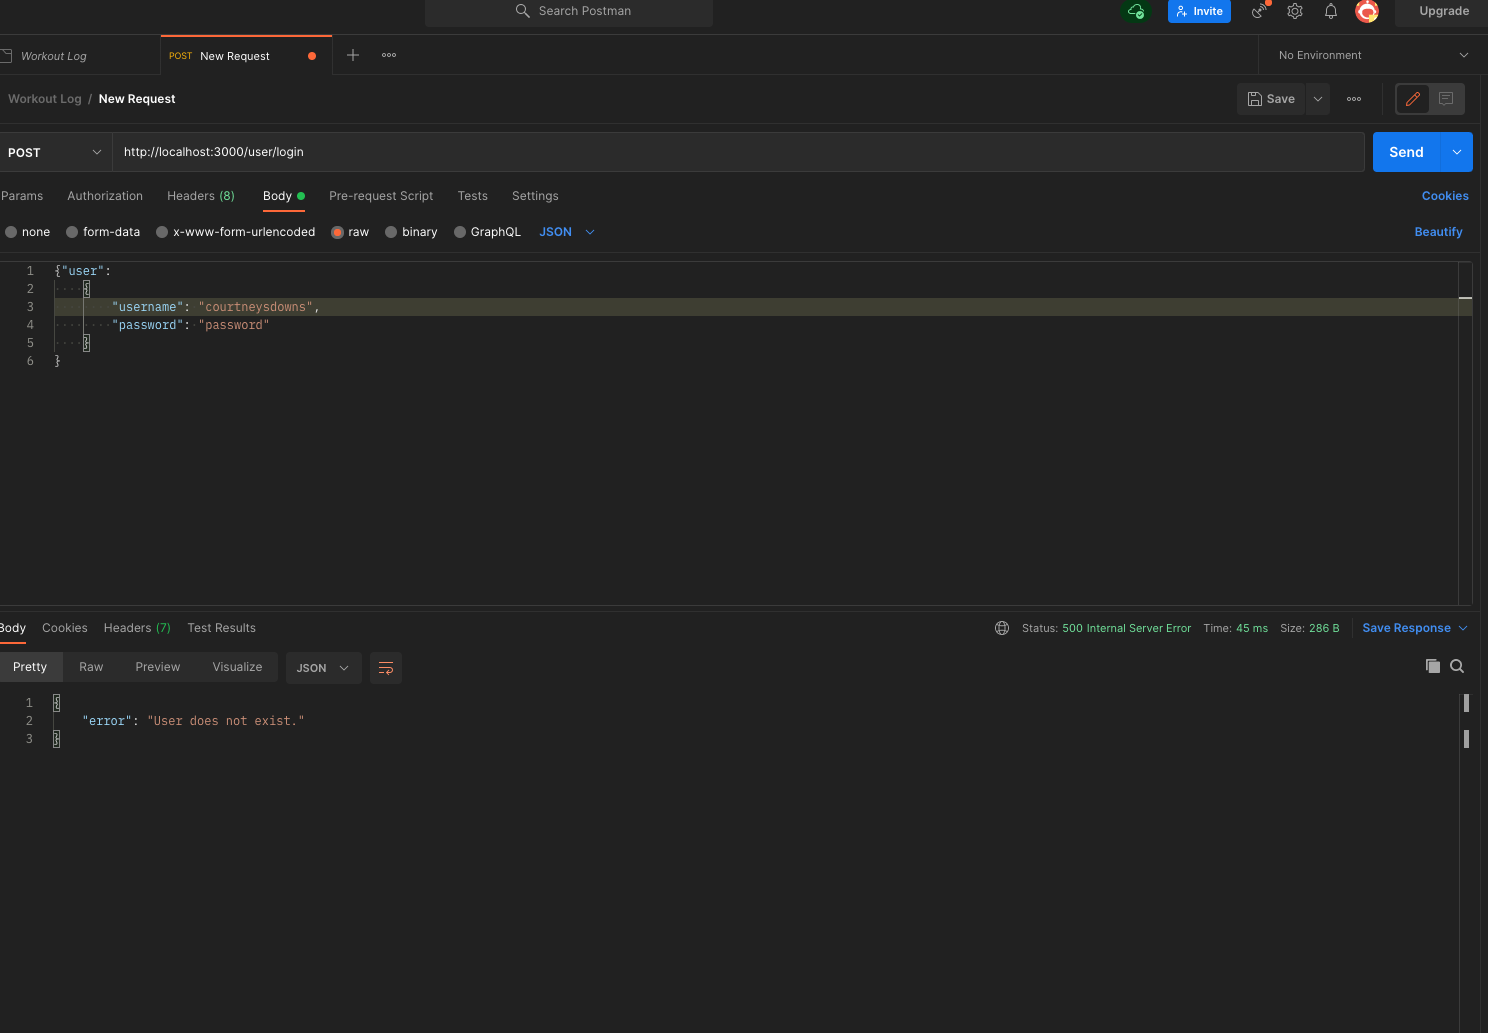 Search Postman
Invite
Upgrade
Workout Log
POST New Request
No Environment
Workout Log / New Request
Save
POST
http://localhost:3000/user/login
Send
Params Authorization Headers (8) Body Pre-request Script Tests Settings Cookies
none form-data x-www-form-urlencoded raw binary GraphQL JSON Beautify
1 {"user":
2 {
3 "username": "courtneysdowns",
4 "password": "password"
5 }
6 }
Body Cookies Headers (7) Test Results Status: 500 Internal Server Error Time: 45 ms Size: 286 B Save Response
Pretty Raw Preview Visualize JSON
1 {
2 "error": "User does not exist."
3 }